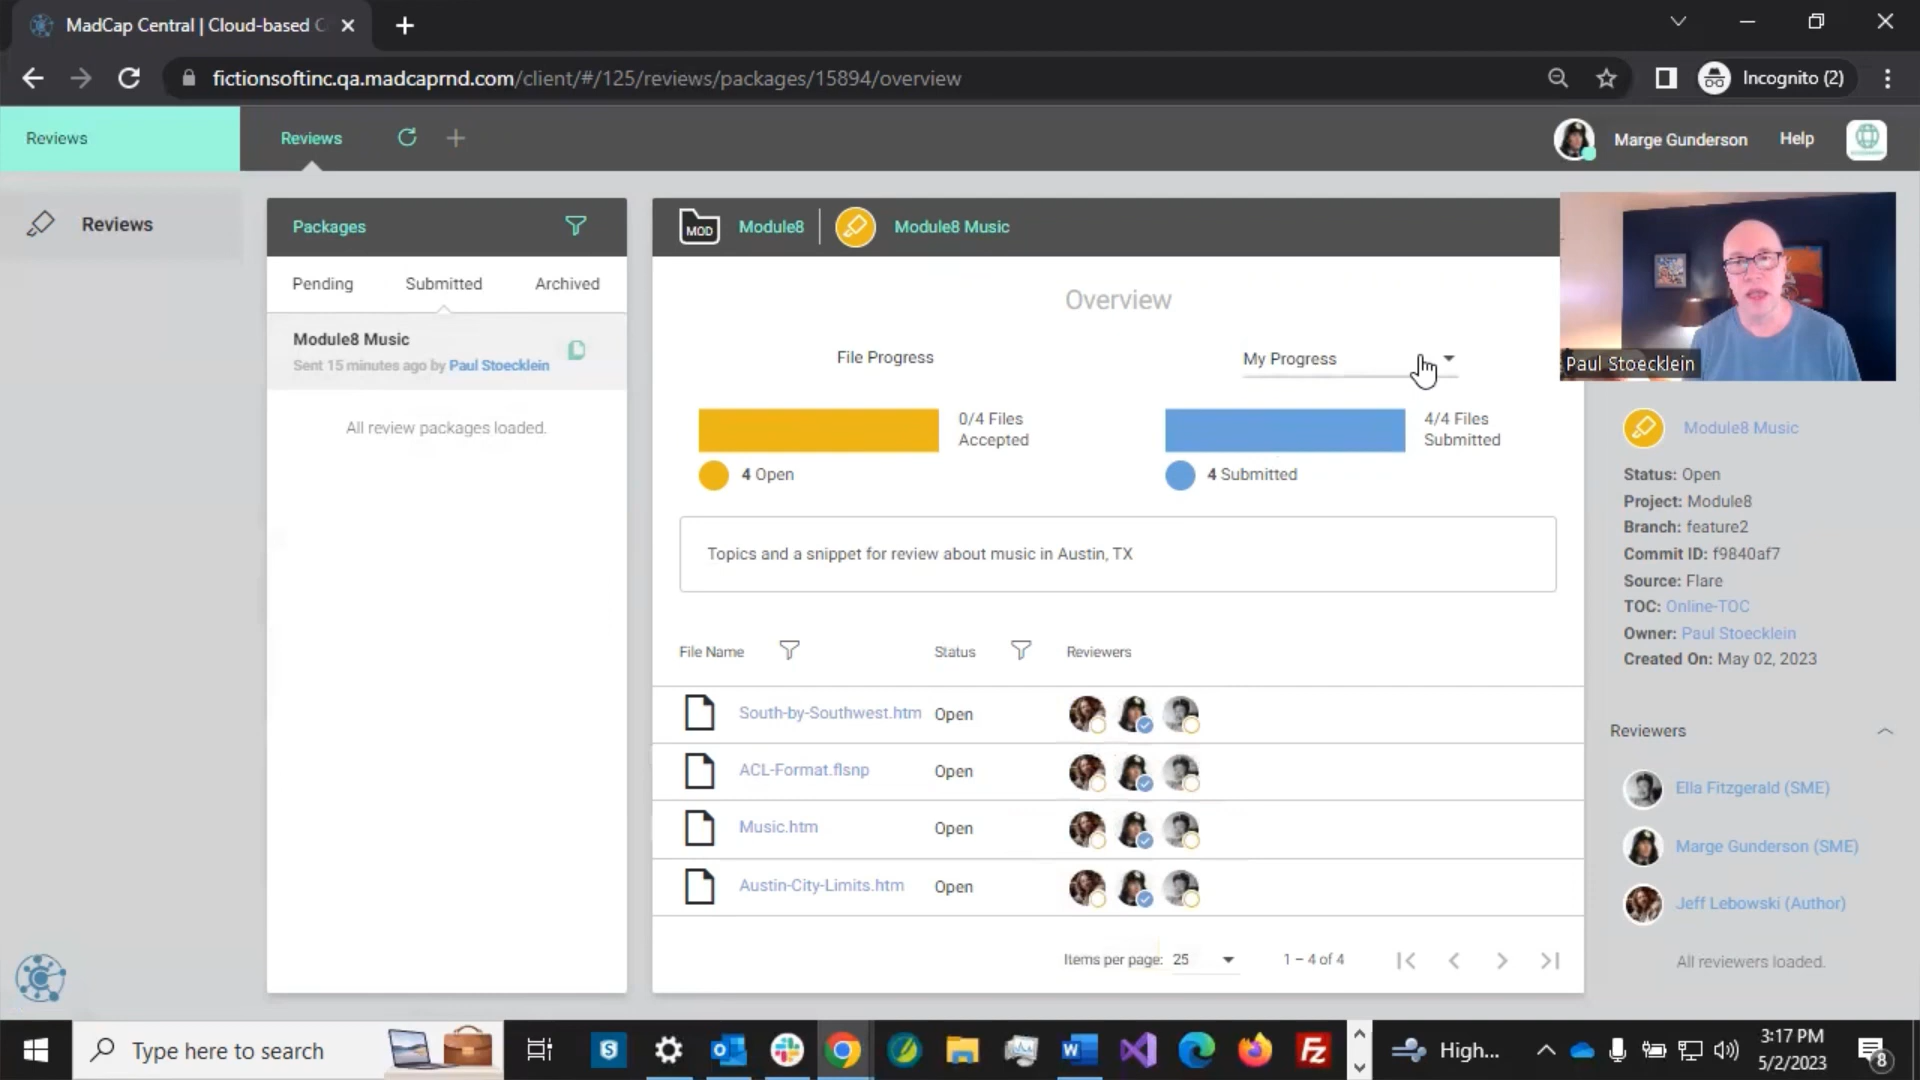 MadCap Central | Cloud-based C
fictionsoftinc.qa.madcaprnd.com/client/#/125/reviews/packages/15894/overview
Incognito (2)
Reviews
Reviews
Marge Gunderson
Help
Reviews
Packages
MOD
Module8
Module8 Music
Pending
Submitted
Archived
Module8 Music
Sent 15 minutes ago by Paul Stoecklein
All review packages loaded.
Overview
File Progress
My Progress
0/4 Files
Accepted
4 Open
4/4 Files
Submitted
4 Submitted
Topics and a snippet for review about music in Austin, TX
File Name
Status
Reviewers
South-by-Southwest.htm
Open
ACL-Format.flsnp
Open
Music.htm
Open
Austin-City-Limits.htm
Open
Items per page: 25
1 – 4 of 4
Paul Stoecklein
Module8 Music
Status: Open
Project: Module8
Branch: feature2
Commit ID: f9840af7
Source: Flare
TOC: Online-TOC
Owner: Paul Stoecklein
Created On: May 02, 2023
Reviewers
Ella Fitzgerald (SME)
Marge Gunderson (SME)
Jeff Lebowski (Author)
All reviewers loaded.
Type here to search
S
High...
3:17 PM
5/2/2023
8